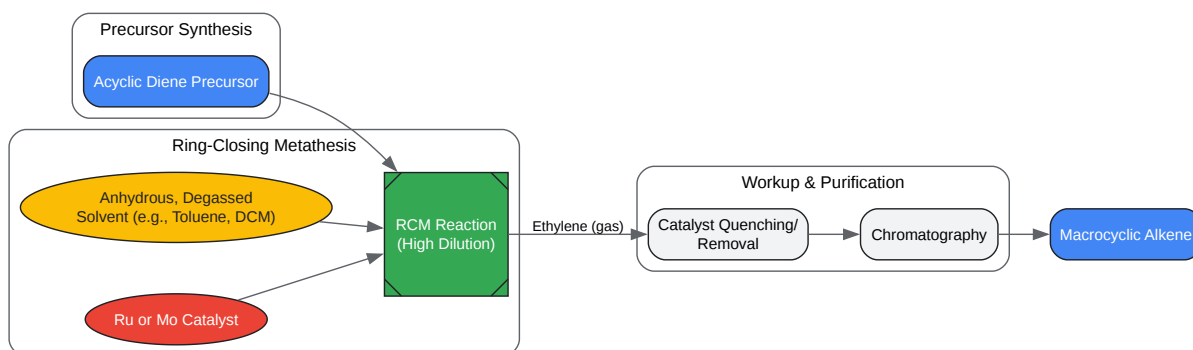 Precursor Synthesis
Acyclic Diene Precursor
Ring-Closing Metathesis
Anhydrous, Degassed
Solvent (e.g., Toluene, DCM)
RCM Reaction
(High Dilution)
Ru or Mo Catalyst
Ethylene (gas)
Workup & Purification
Catalyst Quenching/
Removal
Chromatography
Macrocyclic Alkene